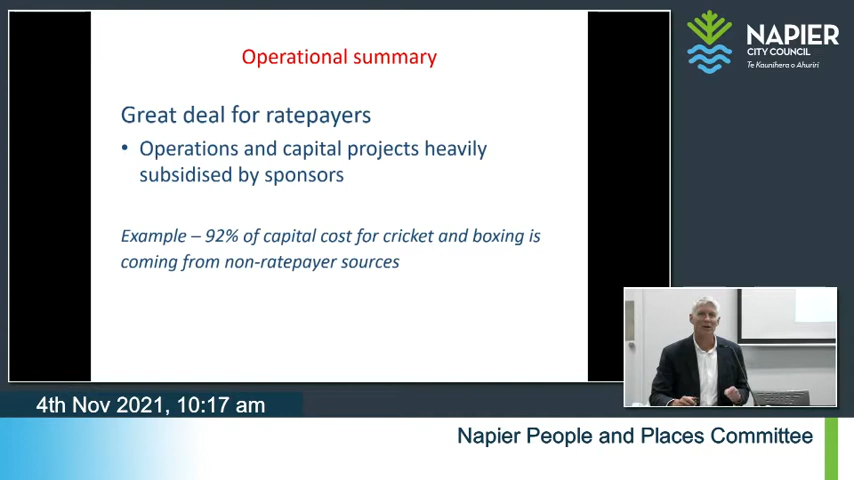 Operational summary
Great deal for ratepayers
• Operations and capital projects heavily
subsidised by sponsors
Example – 92% of capital cost for cricket and boxing is
coming from non-ratepayer sources
NAPIER
CITY COUNCIL
Te Kaunihera o Ahuriri
4th Nov 2021, 10:17 am
Napier People and Places Committee